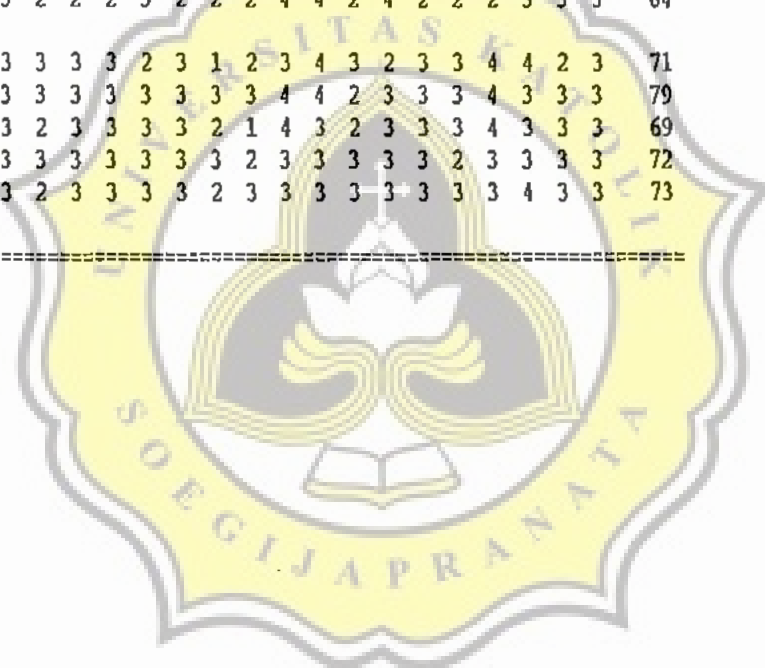 3 3 3 3 2 3 1 2 3 4 3 2 3 3 4 4 2 3 71
3 3 3 3 3 3 3 3 4 4 2 3 3 3 4 3 3 3 79
3 2 3 3 3 3 2 1 4 3 2 3 3 3 4 3 3 3 69
3 3 3 3 3 3 3 2 3 3 3 3 3 2 3 3 3 3 72
3 2 3 3 3 3 2 3 3 3 3 3 3 3 3 4 3 3 73
UNIVERSITAS KATOLIK
SOEGIJAPRANATA